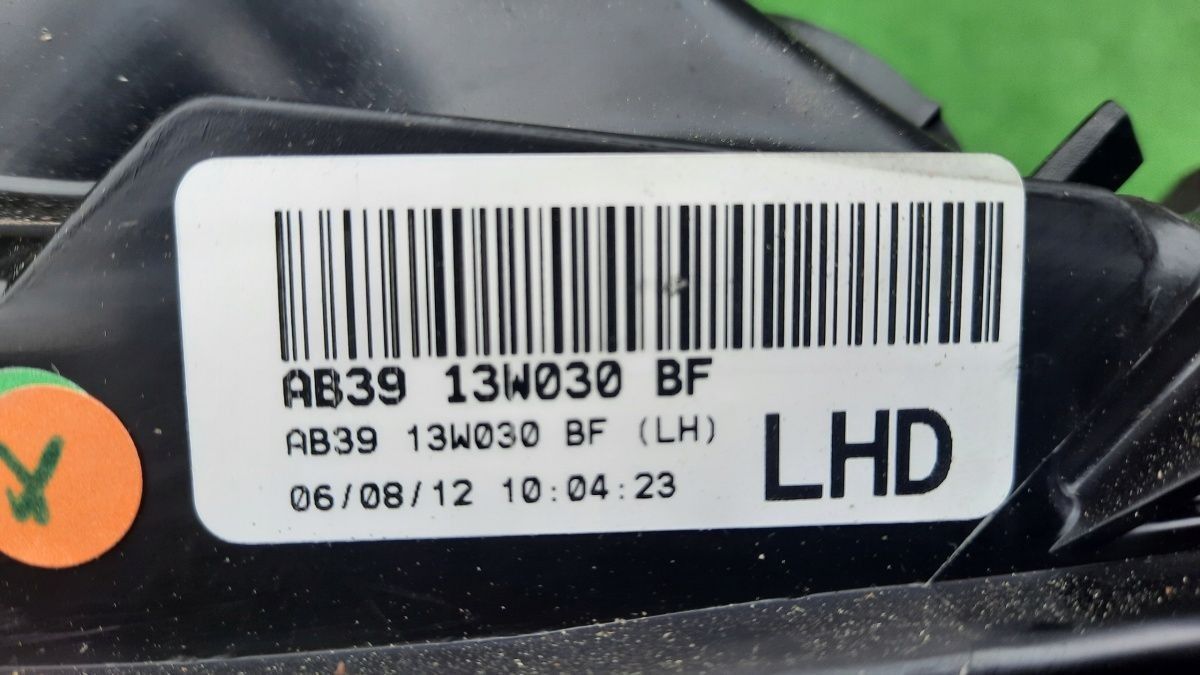 AB39 13W030 BF
AB39 13W030 BF (LH)
06/08/12 10:04:23
LHD